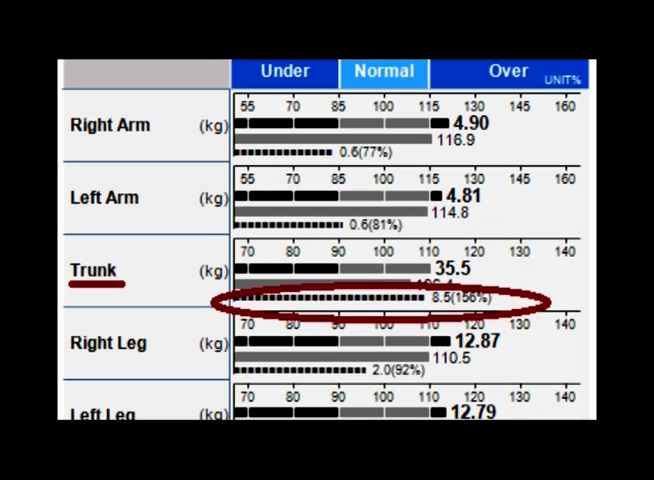 Under Normal Over UNIT%
55 70 85 100 115 130 145 160
Right Arm (kg) 4.90
116.9
0.6(77%)
55 70 85 100 115 130 145 160
Left Arm (kg) 4.81
114.8
0.6(81%)
70 80 90 100 110 120 130 140
Trunk (kg) 35.5
8.5(156%)
70 80 90 100 110 120 130 140
Right Leg (kg) 12.87
110.5
2.0(92%)
70 80 90 100 110 120 130 140
Left Leg (kg) 12.79